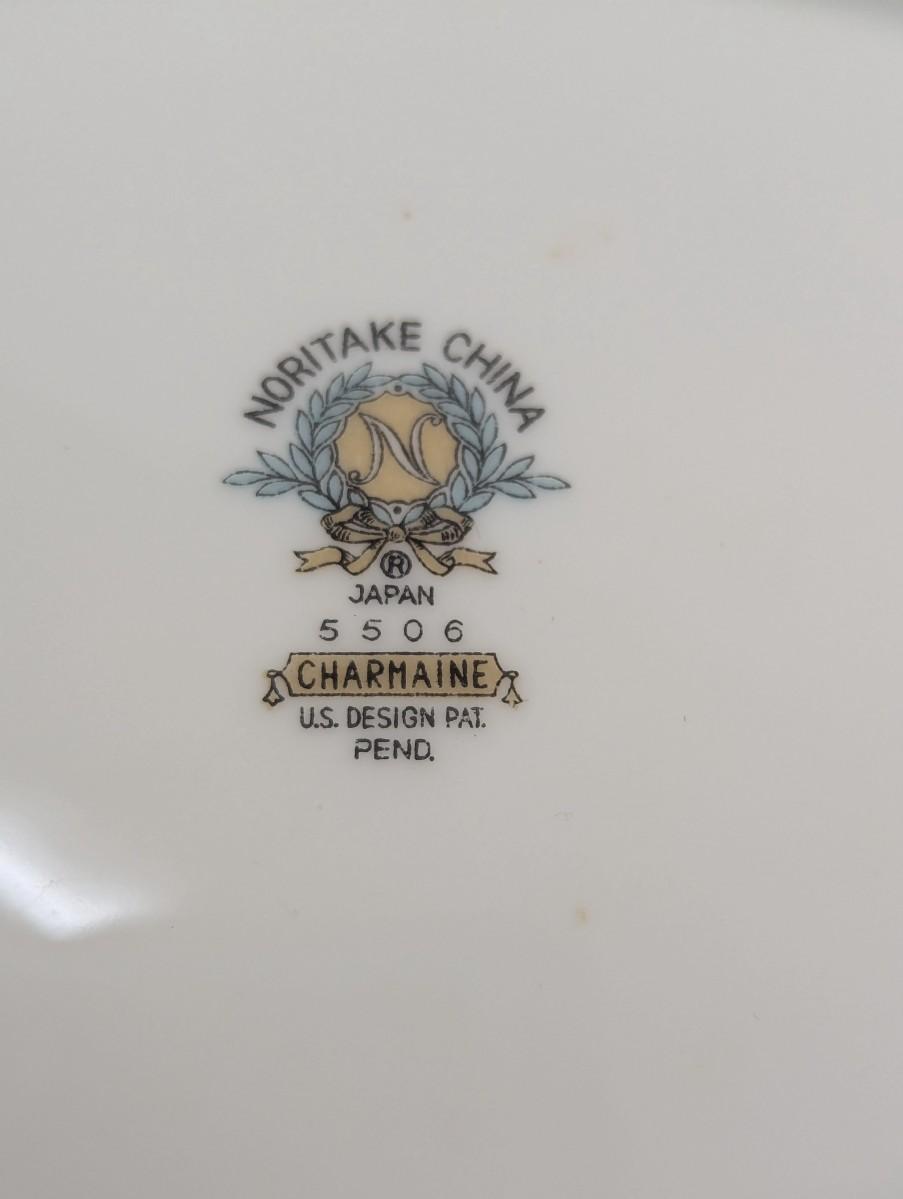 NORITAKE CHINA
N
®
JAPAN
5506
CHARMAINE
U.S. DESIGN PAT.
PEND.